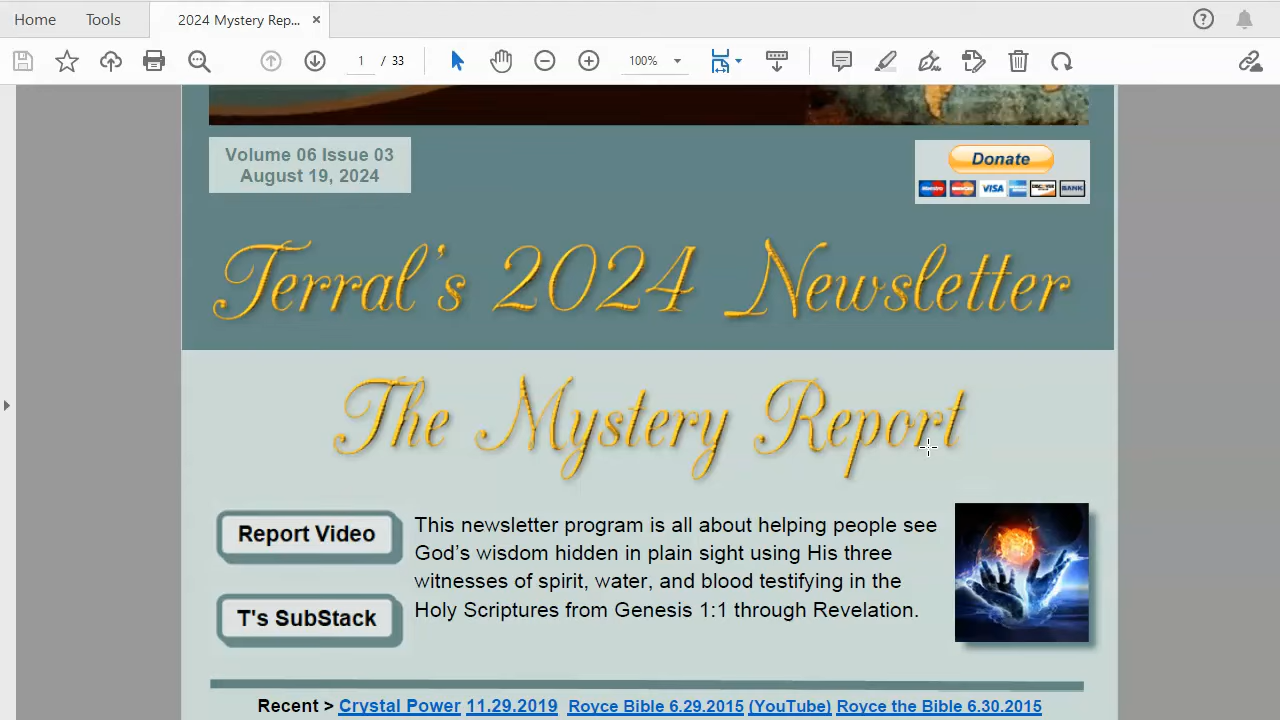 Home Tools 2024 Mystery Rep... ×
1 / 33 100%
Volume 06 Issue 03
August 19, 2024
Donate
Maestro MasterCard VISA DISCOVER BANK
Terral's 2024 Newsletter
The Mystery Report
Report Video
T's SubStack
This newsletter program is all about helping people see
God's wisdom hidden in plain sight using His three
witnesses of spirit, water, and blood testifying in the
Holy Scriptures from Genesis 1:1 through Revelation.
Recent > Crystal Power 11.29.2019 Royce Bible 6.29.2015 (YouTube) Royce the Bible 6.30.2015